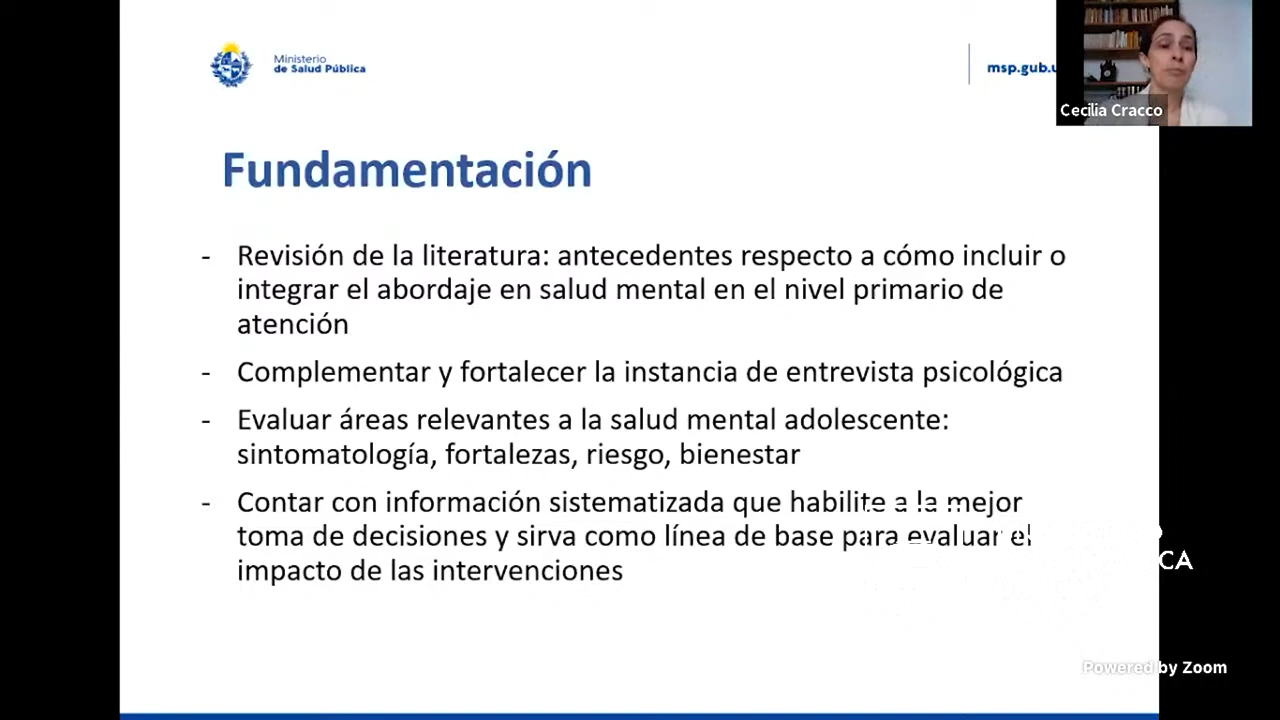 Ministerio
de Salud Pública
msp.gub.u
Cecilia Cracco
Fundamentación
- Revisión de la literatura: antecedentes respecto a cómo incluir o
integrar el abordaje en salud mental en el nivel primario de
atención
- Complementar y fortalecer la instancia de entrevista psicológica
- Evaluar áreas relevantes a la salud mental adolescente:
sintomatología, fortalezas, riesgo, bienestar
- Contar con información sistematizada que habilite a la mejor
toma de decisiones y sirva como línea de base para evaluar el
impacto de las intervenciones
CA
Powered by Zoom